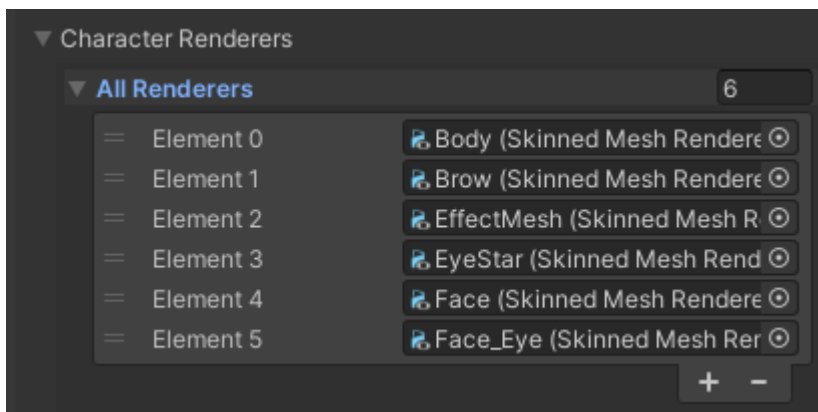 Character Renderers
All Renderers 6
Element 0 Body (Skinned Mesh Rendere
Element 1 Brow (Skinned Mesh Rendere
Element 2 EffectMesh (Skinned Mesh R
Element 3 EyeStar (Skinned Mesh Rend
Element 4 Face (Skinned Mesh Rendere
Element 5 Face_Eye (Skinned Mesh Rer
+ -